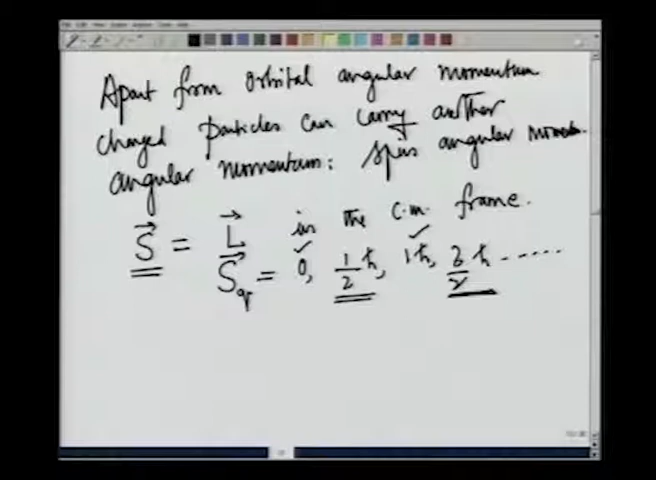 Apart from orbital angular momentum
charged particles can carry another
angular momentum: spin angular momentum.
S⃗ = L⃗ in the c.m. frame.
S⃗q = 0, 1/2 ħ, 1ħ, 3/2 ħ ......